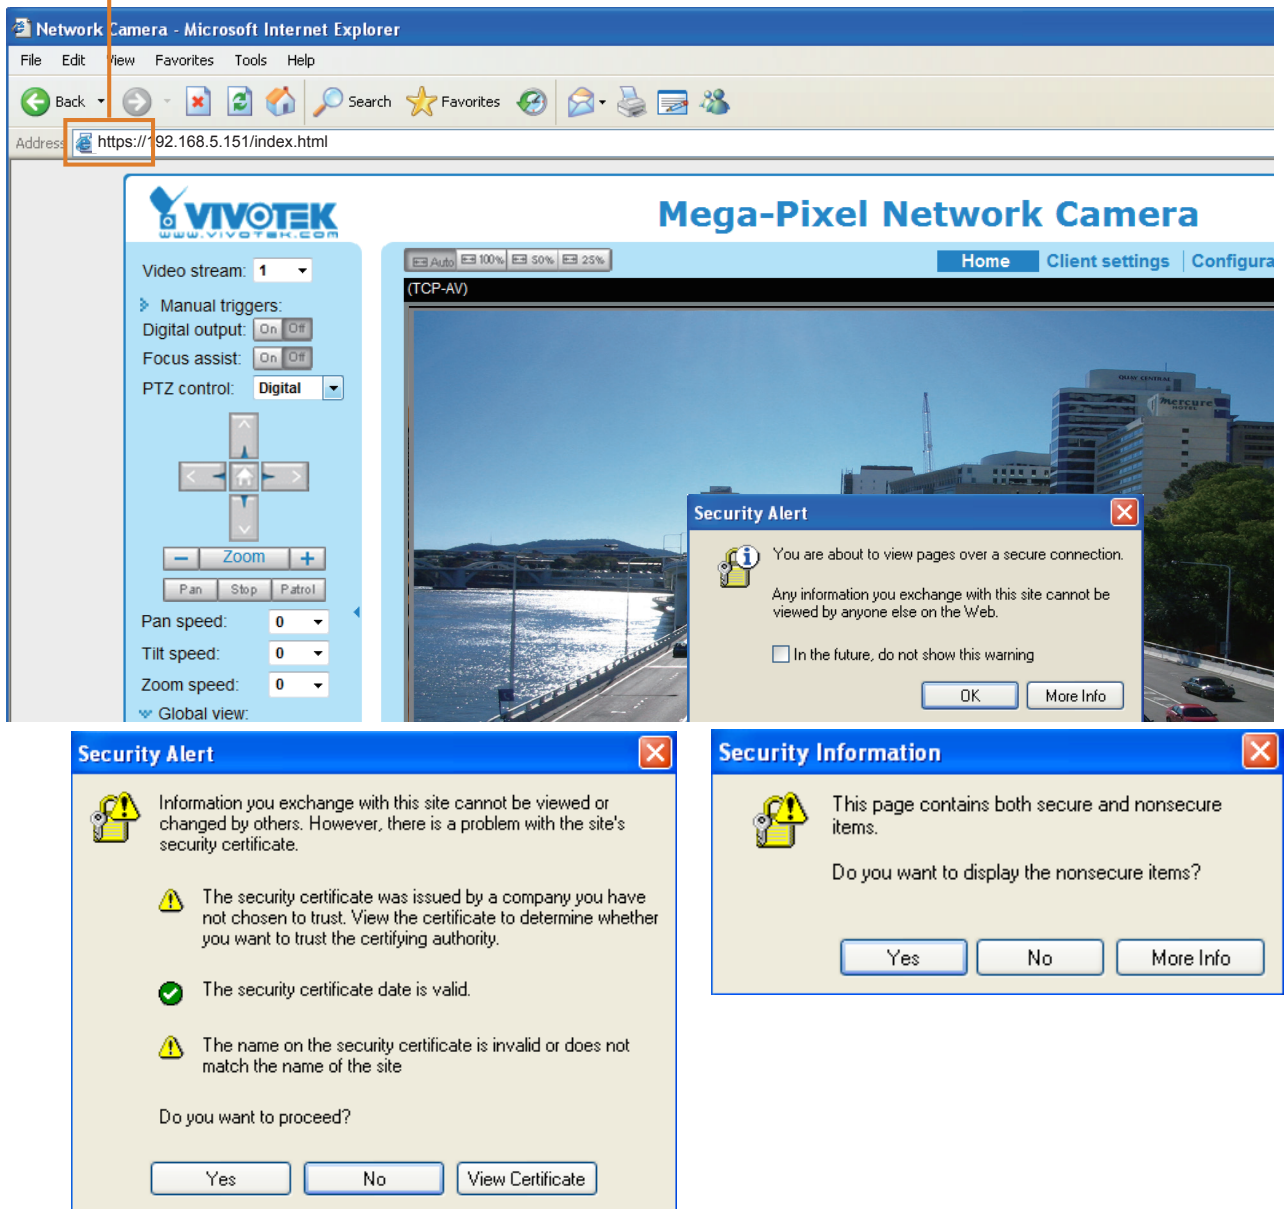 Network Camera - Microsoft Internet Explorer
File Edit View Favorites Tools Help
Back Search Favorites
Address https://192.168.5.151/index.html
VIVOTEK
www.vivotek.com
Mega-Pixel Network Camera
Video stream: 1
Auto 100% 50% 25%
Home Client settings Configura
(TCP-AV)
Manual triggers:
Digital output: On Off
Focus assist: On Off
PTZ control: Digital
QUAY CENTRAL
Mercure
HOTEL
Zoom
Pan Stop Patrol
Pan speed: 0
Tilt speed: 0
Zoom speed: 0
Global view:
Security Alert
You are about to view pages over a secure connection.
Any information you exchange with this site cannot be
viewed by anyone else on the Web.
In the future, do not show this warning
OK More Info
Security Alert
Information you exchange with this site cannot be viewed or
changed by others. However, there is a problem with the site's
security certificate.
The security certificate was issued by a company you have
not chosen to trust. View the certificate to determine whether
you want to trust the certifying authority.
The security certificate date is valid.
The name on the security certificate is invalid or does not
match the name of the site
Do you want to proceed?
Yes No View Certificate
Security Information
This page contains both secure and nonsecure
items.
Do you want to display the nonsecure items?
Yes No More Info